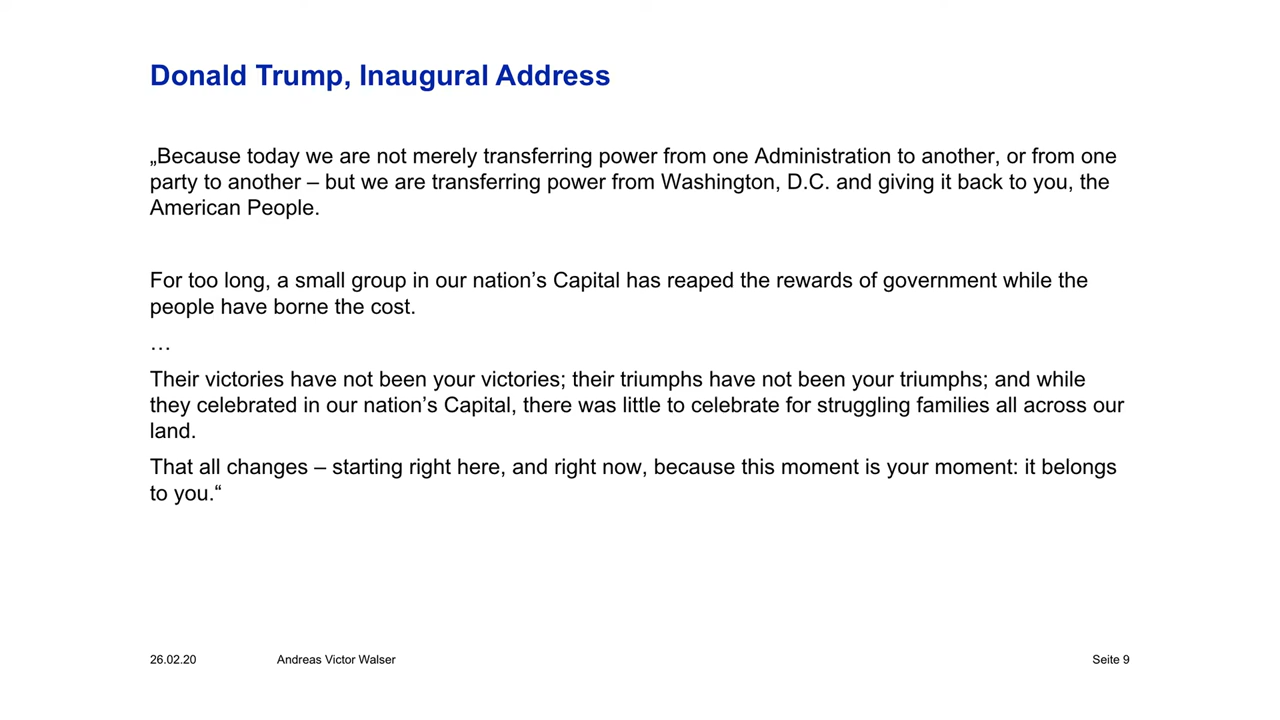 Donald Trump, Inaugural Address
„Because today we are not merely transferring power from one Administration to another, or from one
party to another – but we are transferring power from Washington, D.C. and giving it back to you, the
American People.
For too long, a small group in our nation’s Capital has reaped the rewards of government while the
people have borne the cost.
…
Their victories have not been your victories; their triumphs have not been your triumphs; and while
they celebrated in our nation’s Capital, there was little to celebrate for struggling families all across our
land.
That all changes – starting right here, and right now, because this moment is your moment: it belongs
to you.“
26.02.20 Andreas Victor Walser Seite 9